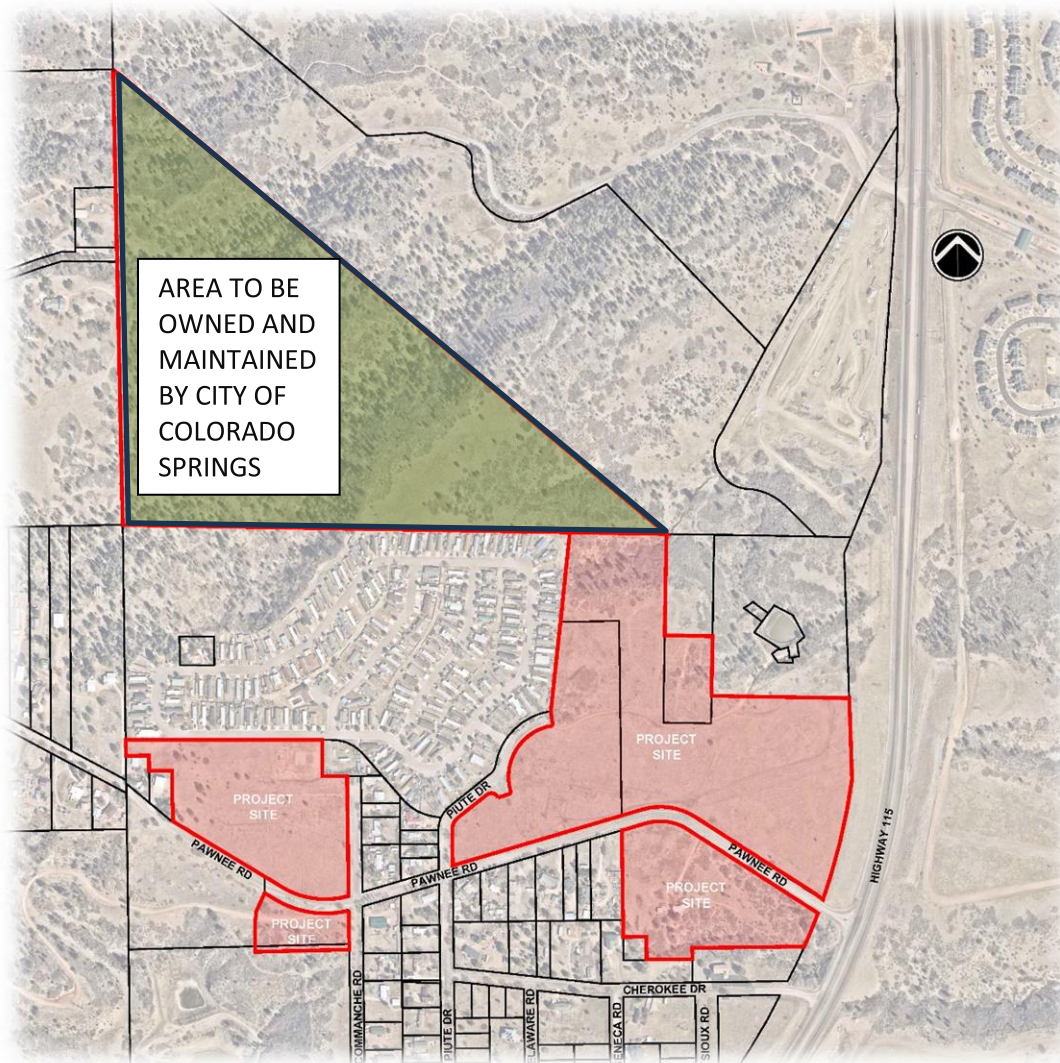 AREA TO BE
OWNED AND
MAINTAINED
BY CITY OF
COLORADO
SPRINGS
PROJECT
SITE
PROJECT
SITE
PIUTE DR
PAWNEE RD
PAWNEE RD
PAWNEE RD
HIGHWAY 115
PROJECT
SITE
PROJECT
SITE
CHEROKEE DR
COMMANCHE RD
PIUTE DR
ELAWARE RD
ENECA RD
SIOUX RD